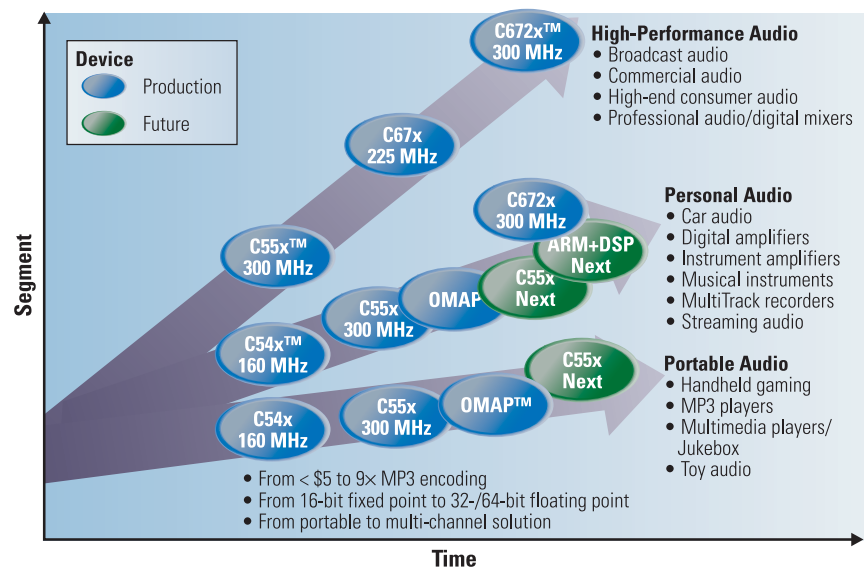 Device
Production
Future
C672x™
300 MHz
High-Performance Audio
• Broadcast audio
• Commercial audio
• High-end consumer audio
• Professional audio/digital mixers
C67x
225 MHz
C55x™
300 MHz
C672x
300 MHz
ARM+DSP
Next
C55x
Next
OMAP
C55x
300 MHz
C54x™
160 MHz
Personal Audio
• Car audio
• Digital amplifiers
• Instrument amplifiers
• Musical instruments
• MultiTrack recorders
• Streaming audio
C55x
Next
OMAP™
C55x
300 MHz
C54x
160 MHz
Portable Audio
• Handheld gaming
• MP3 players
• Multimedia players/
Jukebox
• Toy audio
• From < $5 to 9× MP3 encoding
• From 16-bit fixed point to 32-/64-bit floating point
• From portable to multi-channel solution
Segment
Time